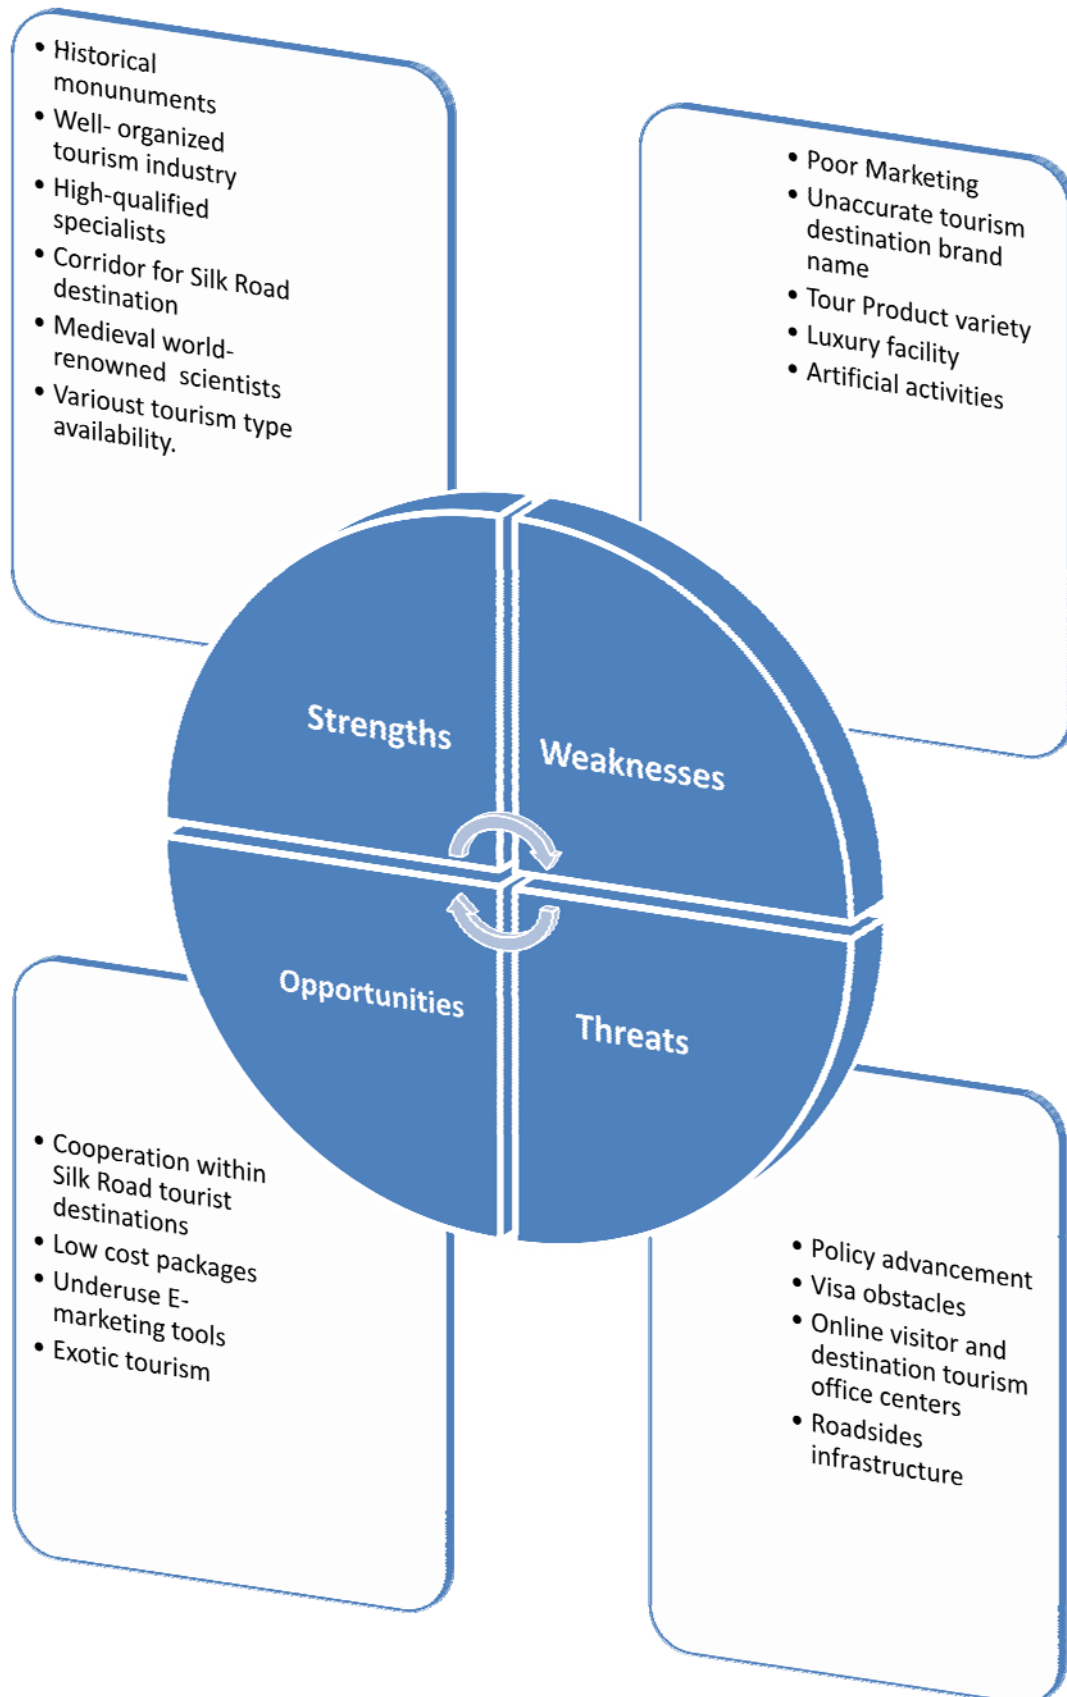 • Historical
monunuments
• Well- organized
tourism industry
• High-qualified
specialists
• Corridor for Silk Road
destination
• Medieval world-
renowned scientists
• Varioust tourism type
availability.
• Poor Marketing
• Unaccurate tourism
destination brand
name
• Tour Product variety
• Luxury facility
• Artificial activities
Strengths
Weaknesses
Opportunities
Threats
• Cooperation within
Silk Road tourist
destinations
• Low cost packages
• Underuse E-
marketing tools
• Exotic tourism
• Policy advancement
• Visa obstacles
• Online visitor and
destination tourism
office centers
• Roadsides
infrastructure